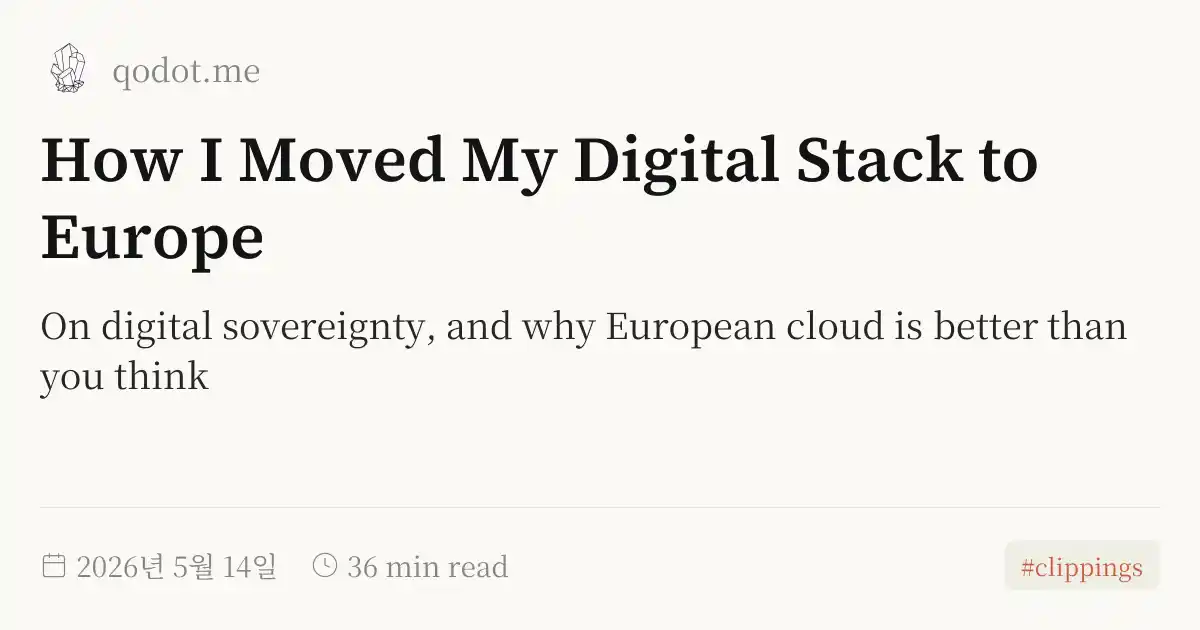 qodot.me
How I Moved My Digital Stack to
Europe
On digital sovereignty, and why European cloud is better than
you think
2026년 5월 14일 36 min read
#clippings